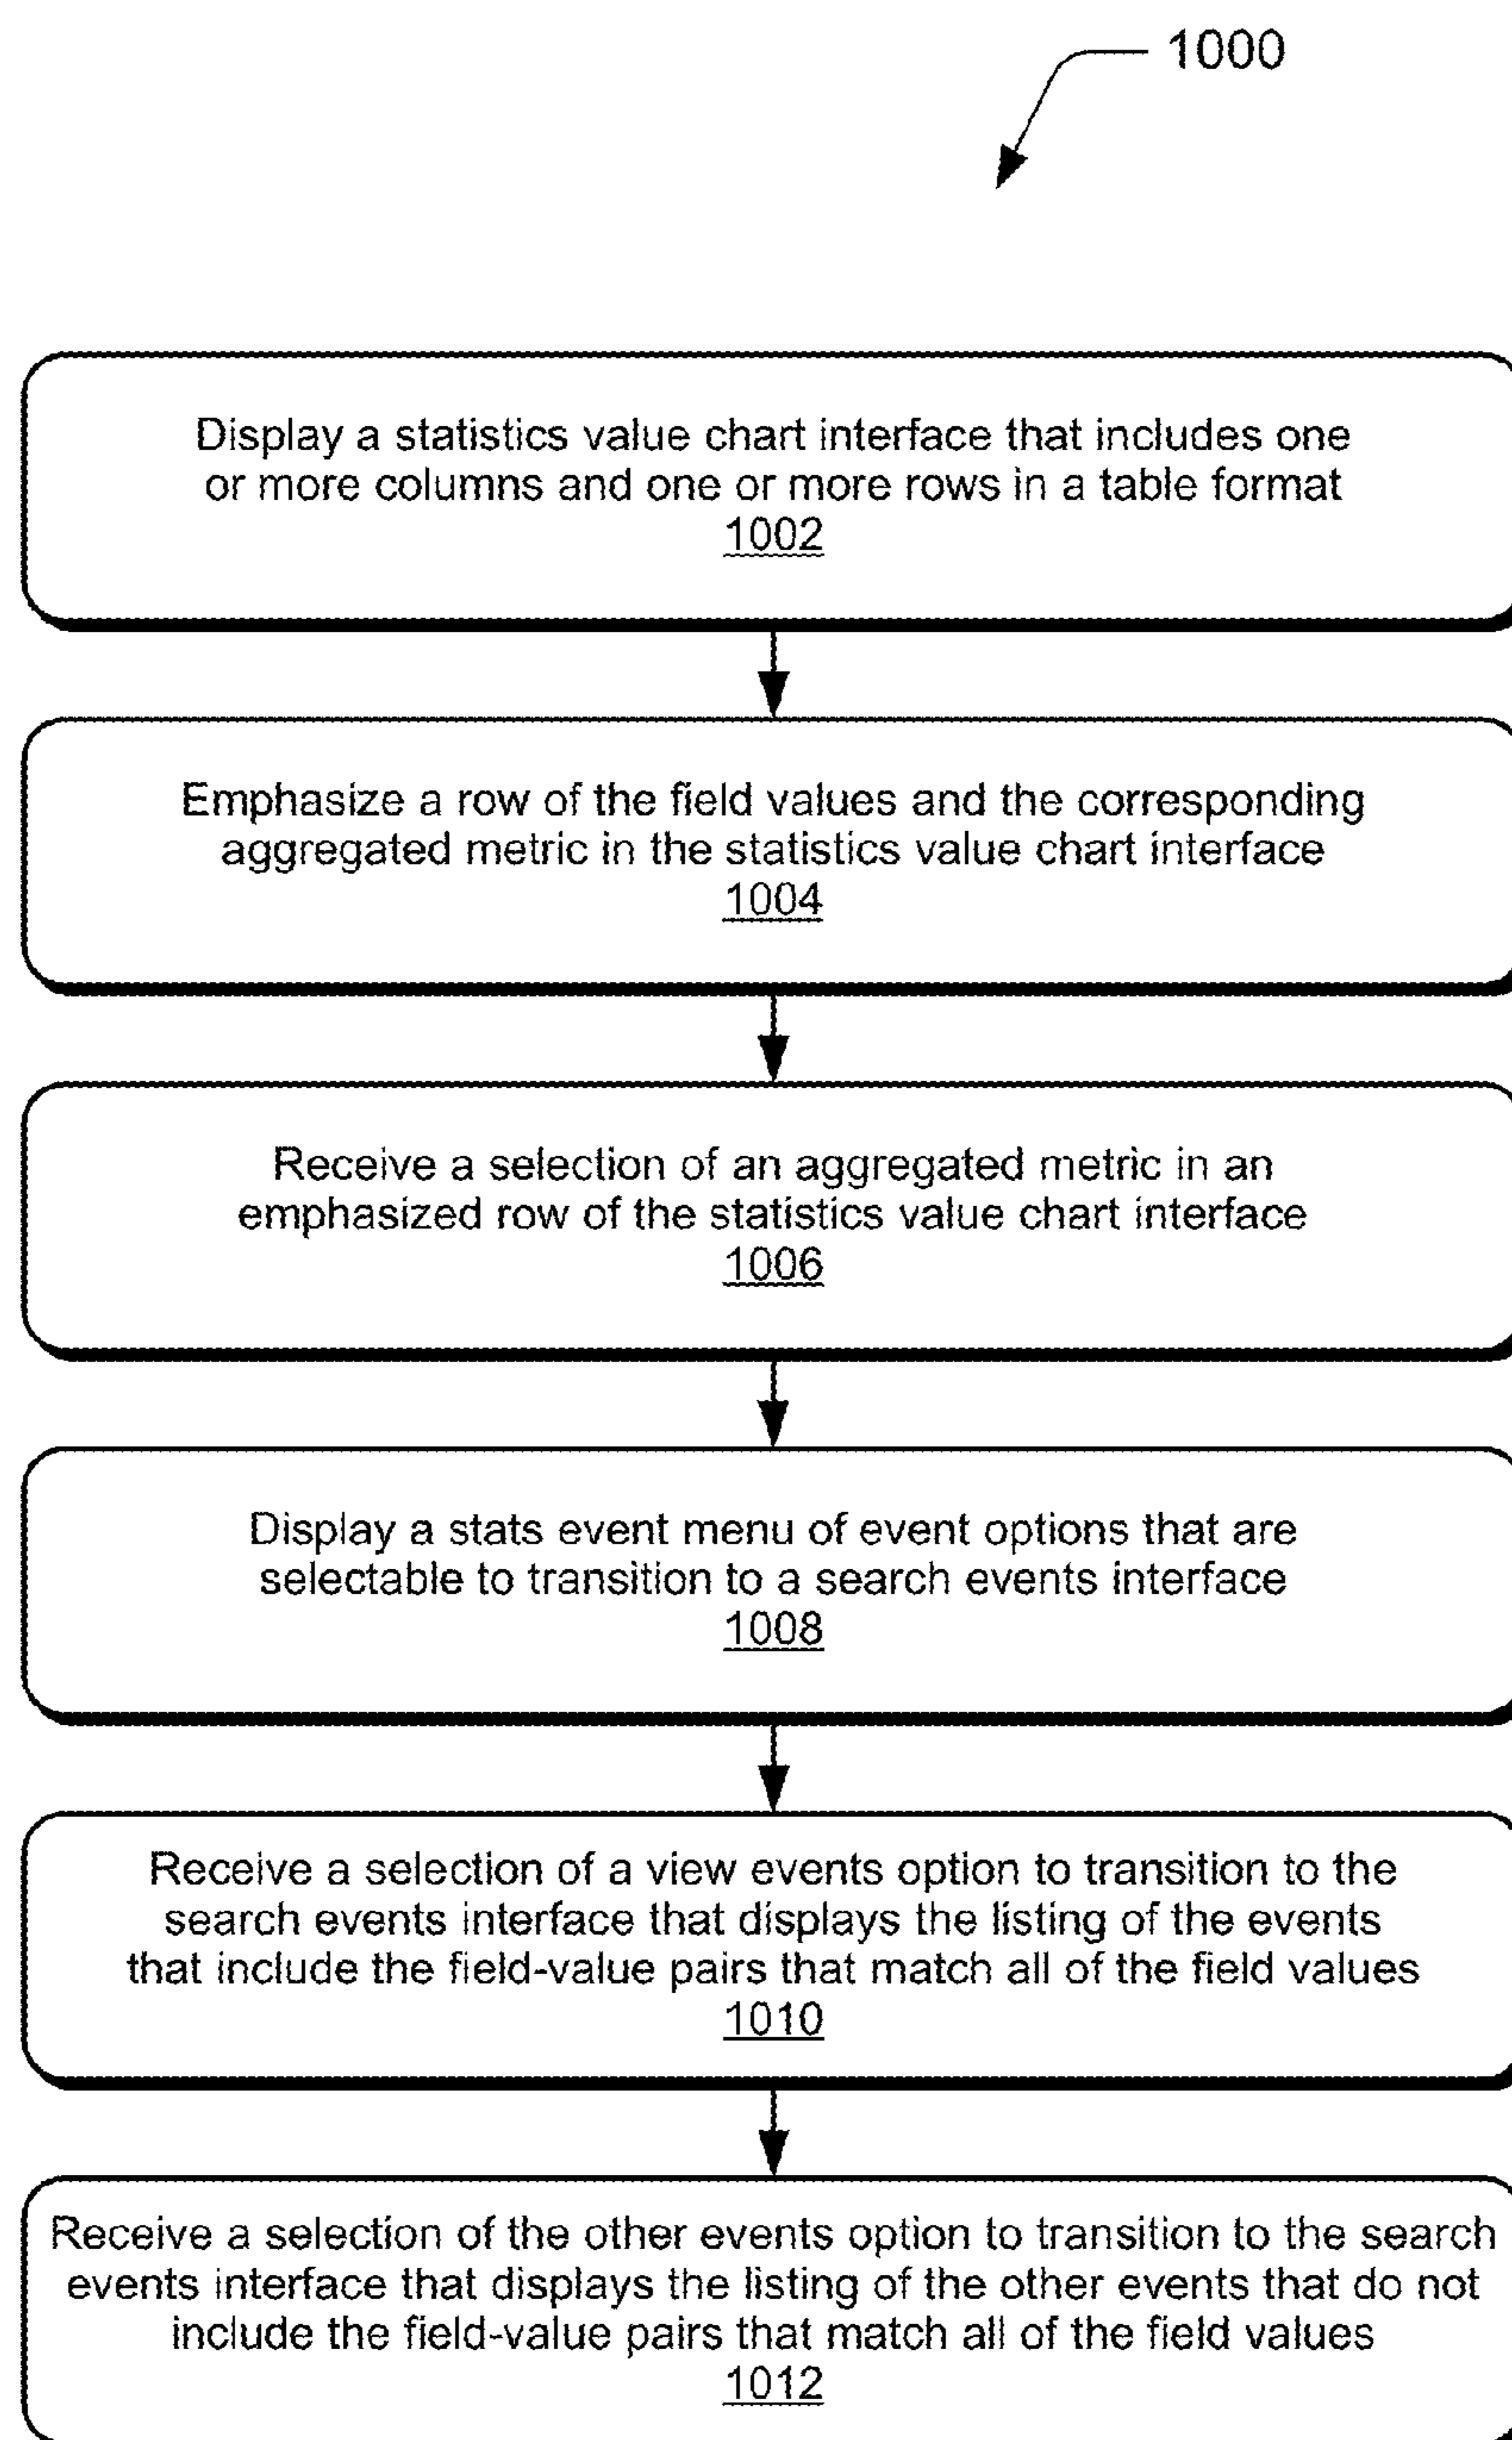 1000
Display a statistics value chart interface that includes one
or more columns and one or more rows in a table format
1002
Emphasize a row of the field values and the corresponding
aggregated metric in the statistics value chart interface
1004
Receive a selection of an aggregated metric in an
emphasized row of the statistics value chart interface
1006
Display a stats event menu of event options that are
selectable to transition to a search events interface
1008
Receive a selection of a view events option to transition to the
search events interface that displays the listing of the events
that include the field-value pairs that match all of the field values
1010
Receive a selection of the other events option to transition to the search
events interface that displays the listing of the other events that do not
include the field-value pairs that match all of the field values
1012